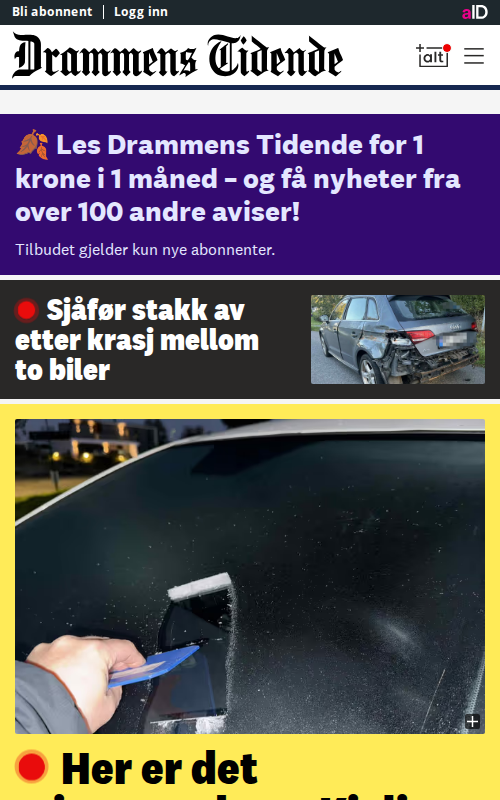 Bli abonnent
Logg inn
aID
Drammens Tidende
+alt
Les Drammens Tidende for 1
krone i 1 måned – og få nyheter fra
over 100 andre aviser!
Tilbudet gjelder kun nye abonnenter.
Sjåfør stakk av
etter krasj mellom
to biler
Her er det